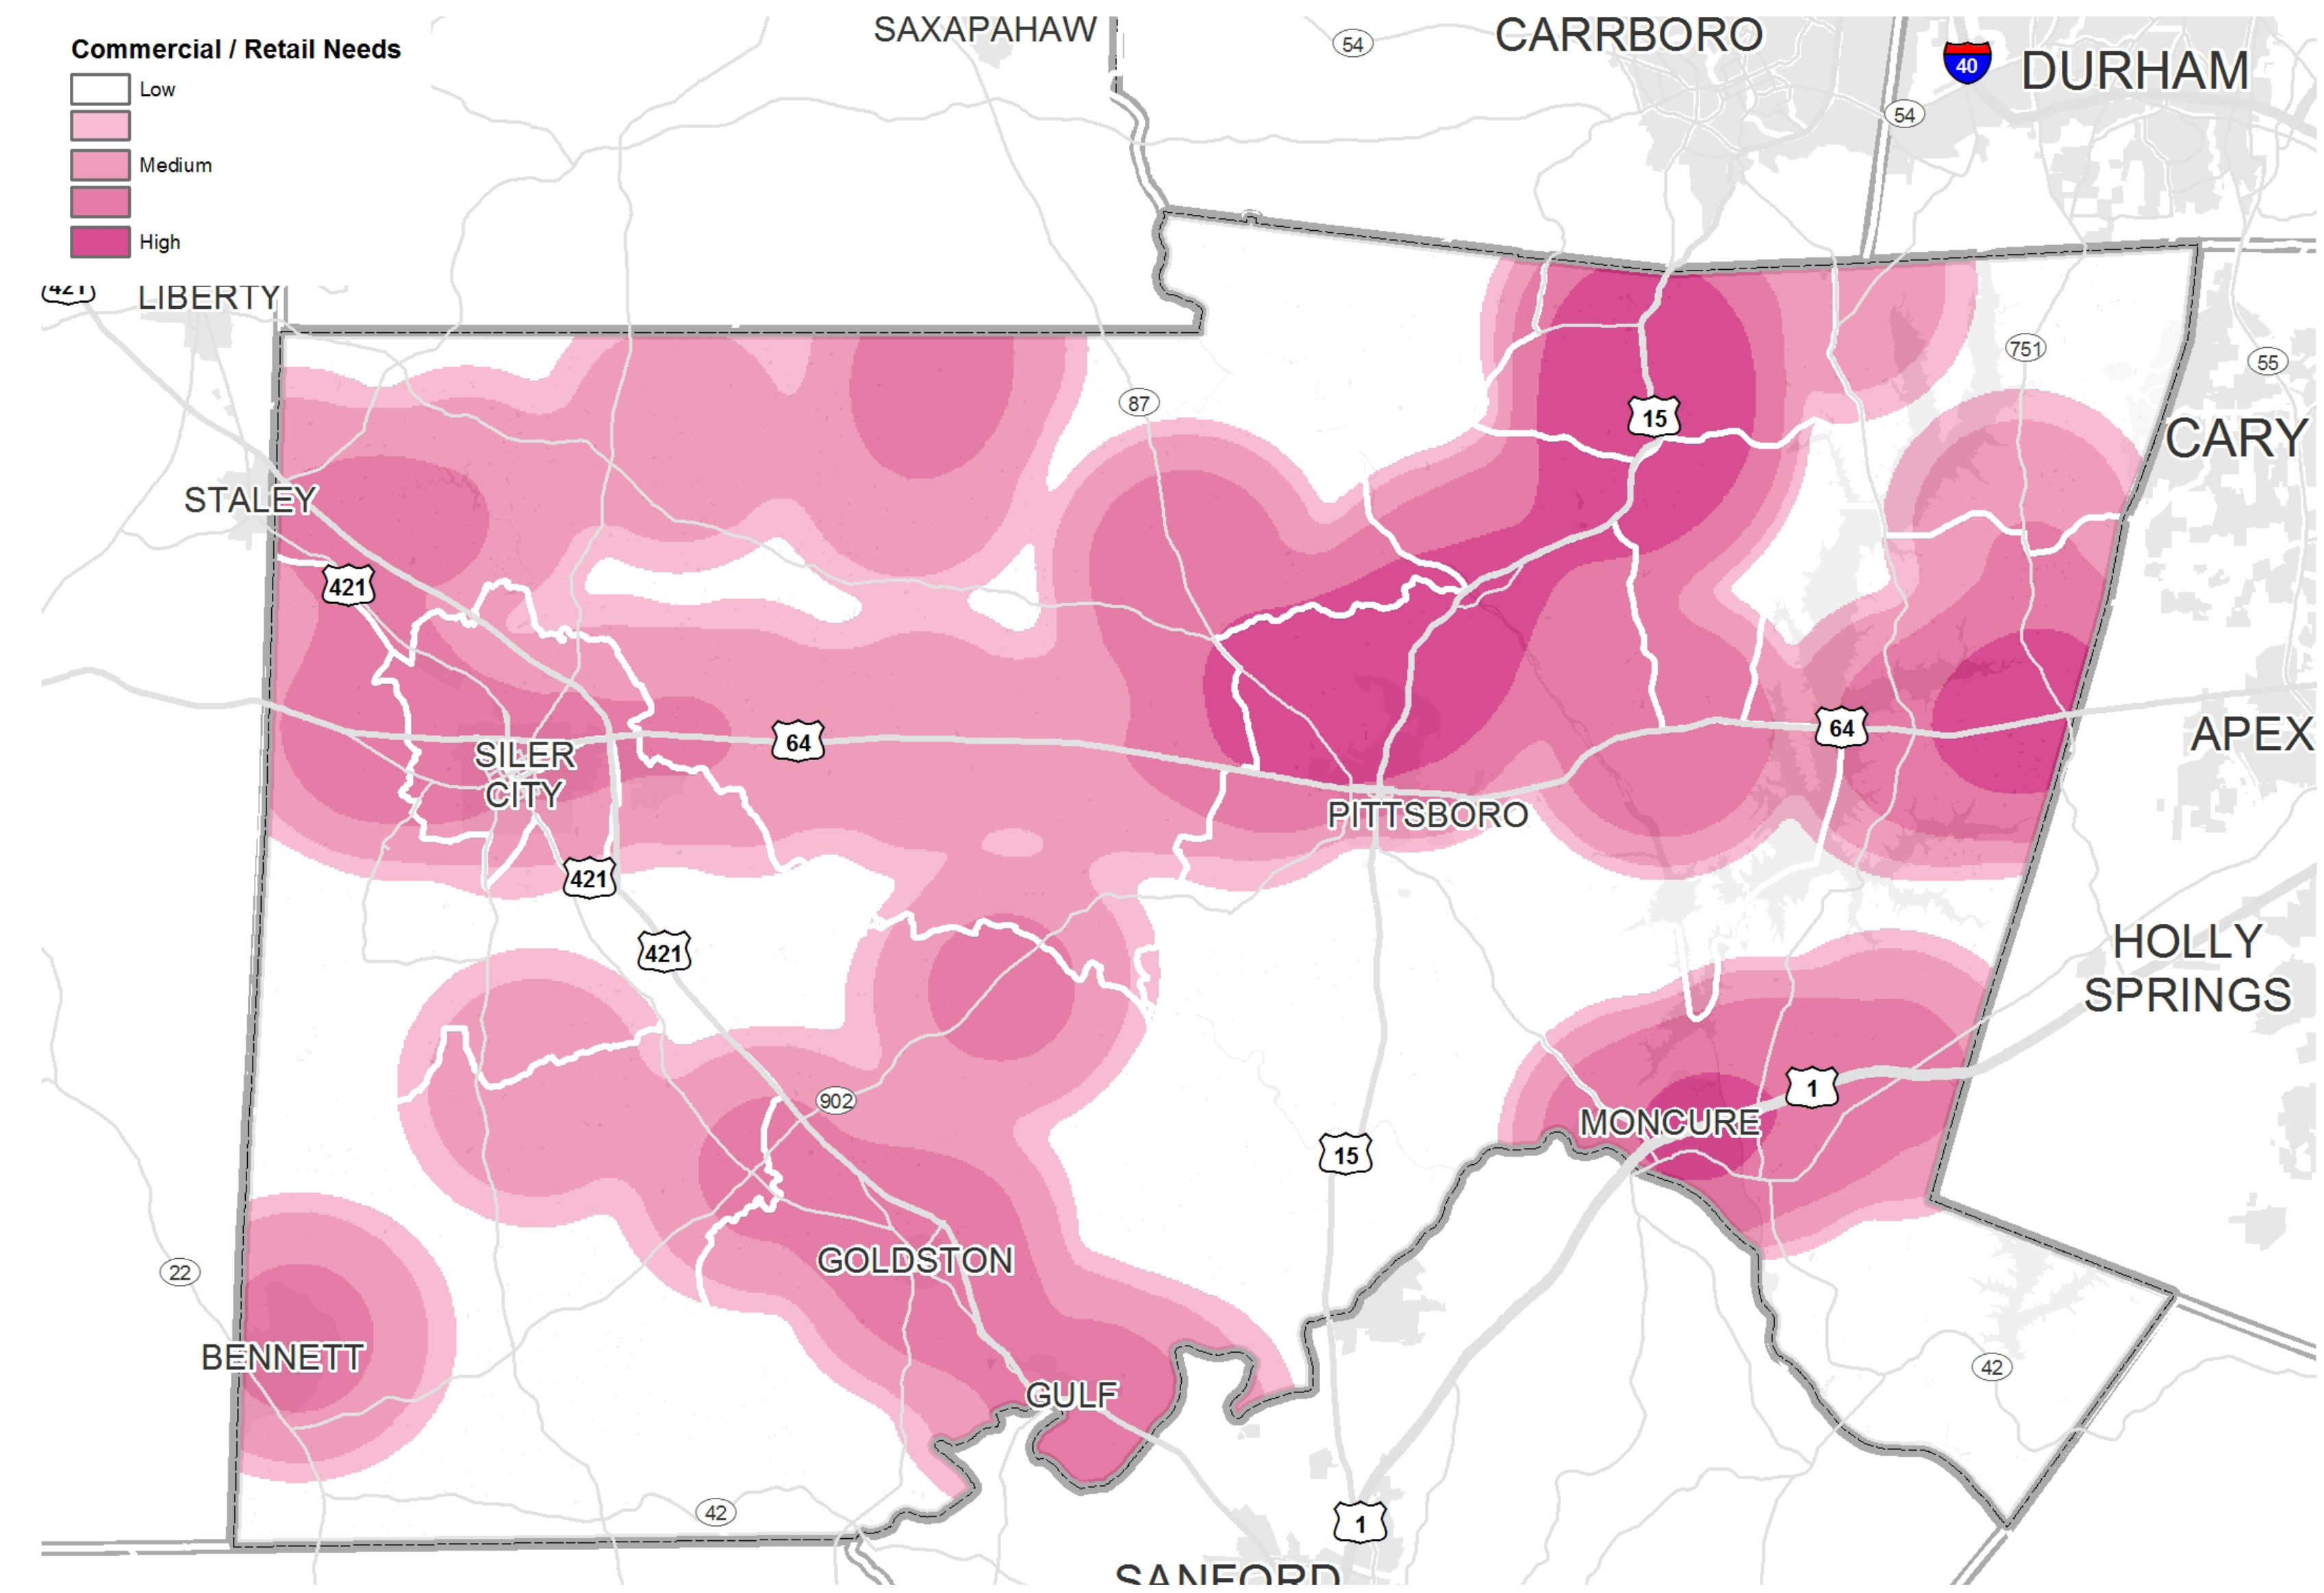 Commercial / Retail Needs
Low
Medium
High
SAXAPAHAW
54
CARRBORO
40
DURHAM
54
421
LIBERTY
751
55
87
15
CARY
STALEY
421
64
SILER
CITY
64
APEX
PITTSBORO
421
421
HOLLY
SPRINGS
902
1
MONCURE
15
GOLDSTON
22
BENNETT
GULF
42
42
1
SANFORD